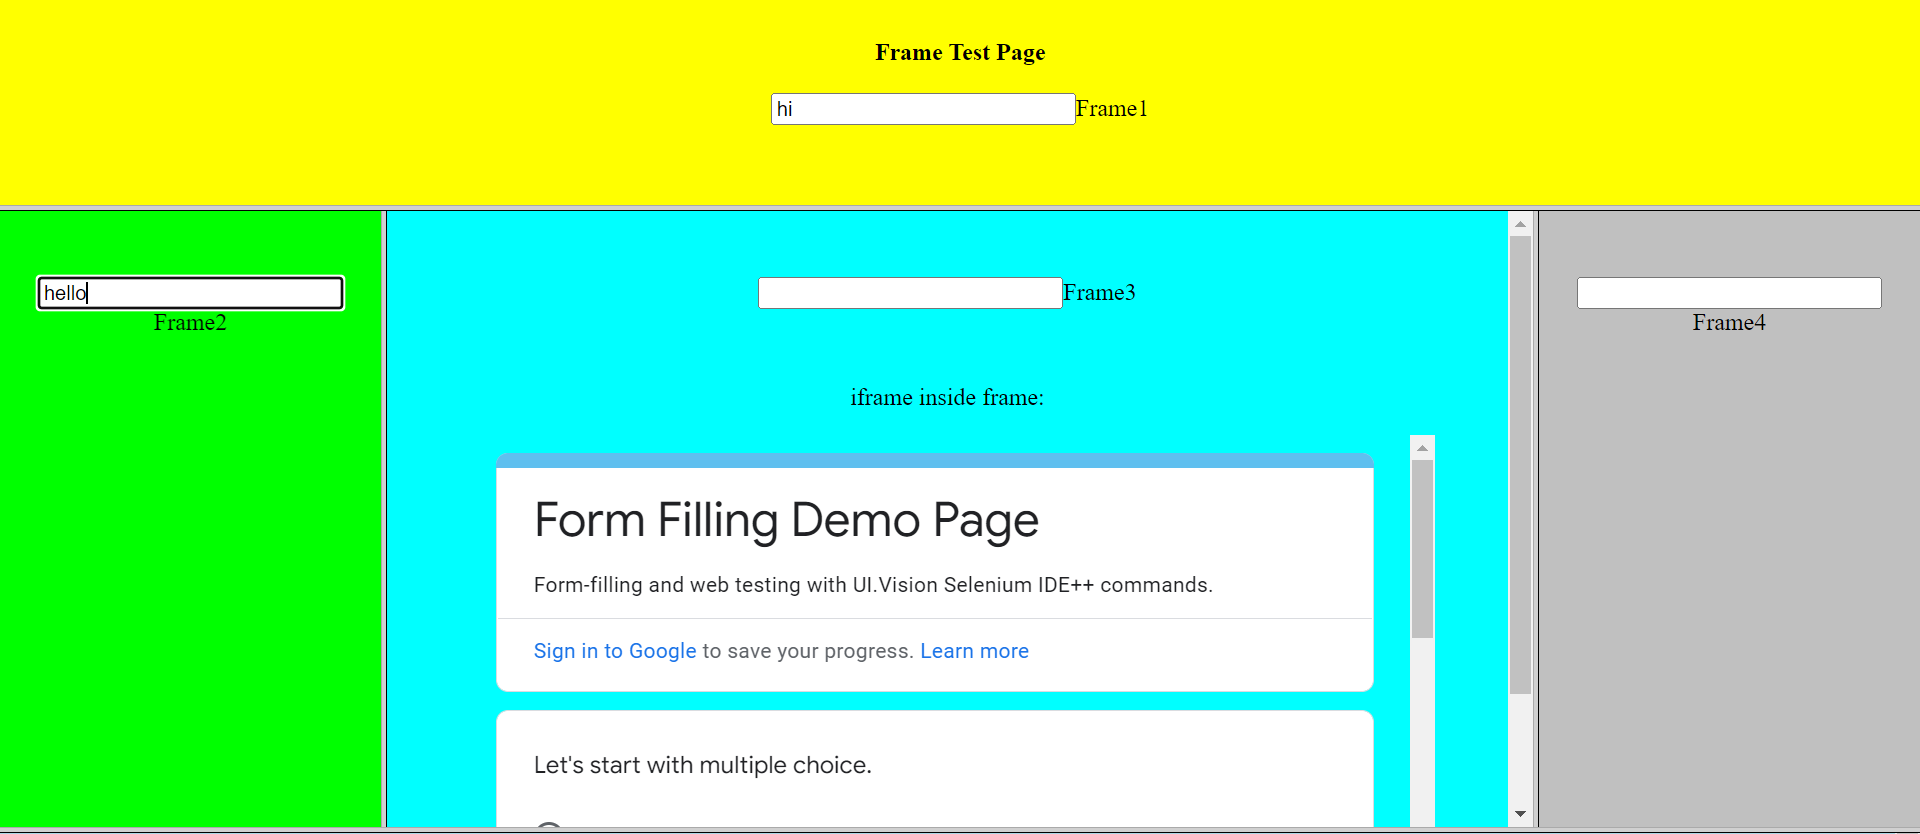 Frame Test Page
hi Frame1
hello
Frame2
Frame3
Frame4
iframe inside frame:
Form Filling Demo Page
Form-filling and web testing with UI.Vision Selenium IDE++ commands.
Sign in to Google to save your progress. Learn more
Let's start with multiple choice.